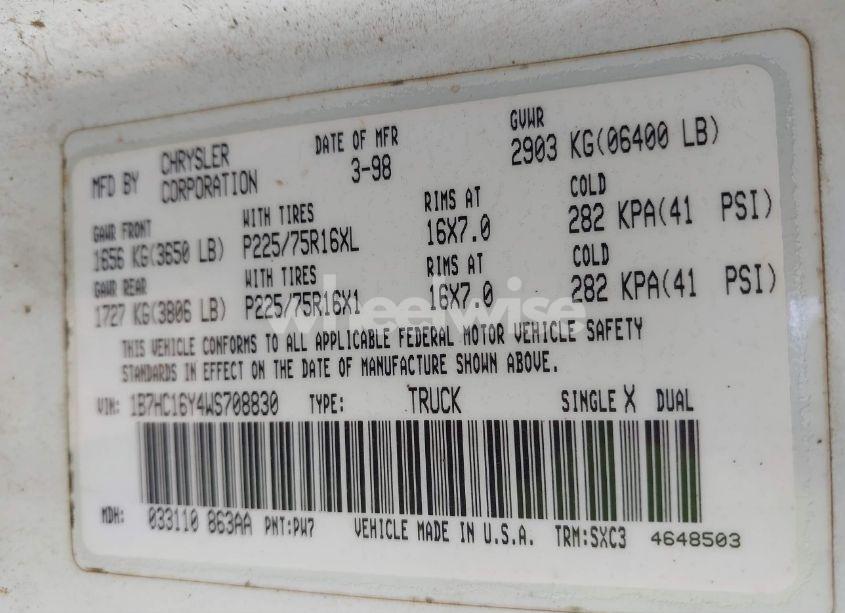 MFD BY CHRYSLER CORPORATION DATE OF MFR 3-98 GVWR 2903 KG(06400 LB)
GAWR FRONT WITH TIRES RIMS AT COLD
1656 KG(3650 LB) P225/75R16XL 16X7.0 282 KPA(41 PSI)
GAWR REAR WITH TIRES RIMS AT COLD
1727 KG(3806 LB) P225/75R16X1 16X7.0 282 KPA(41 PSI)
wheelwise
THIS VEHICLE CONFORMS TO ALL APPLICABLE FEDERAL MOTOR VEHICLE SAFETY
STANDARDS IN EFFECT ON THE DATE OF MANUFACTURE SHOWN ABOVE.
VIN: 1B7HC16Y4WS708830 TYPE: TRUCK SINGLE X DUAL
MDH: 033110 863AA PNT:PW7 VEHICLE MADE IN U.S.A. TRM:SXC3 4648503